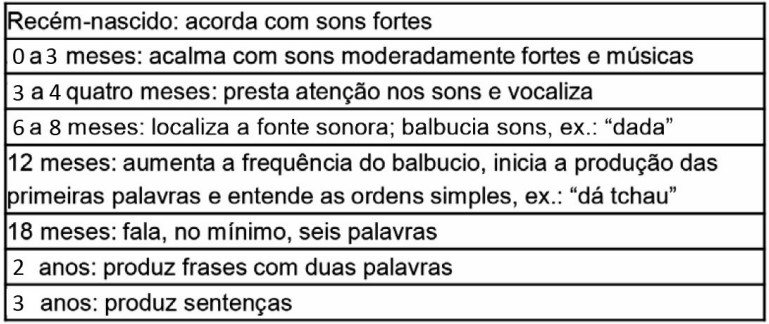 Recém-nascido: acorda com sons fortes
0 a 3 meses: acalma com sons moderadamente fortes e músicas
3 a 4 quatro meses: presta atenção nos sons e vocaliza
6 a 8 meses: localiza a fonte sonora; balbucia sons, ex.: “dada”
12 meses: aumenta a frequência do balbucio, inicia a produção das
primeiras palavras e entende as ordens simples, ex.: “dá tchau”
18 meses: fala, no mínimo, seis palavras
2 anos: produz frases com duas palavras
3 anos: produz sentenças